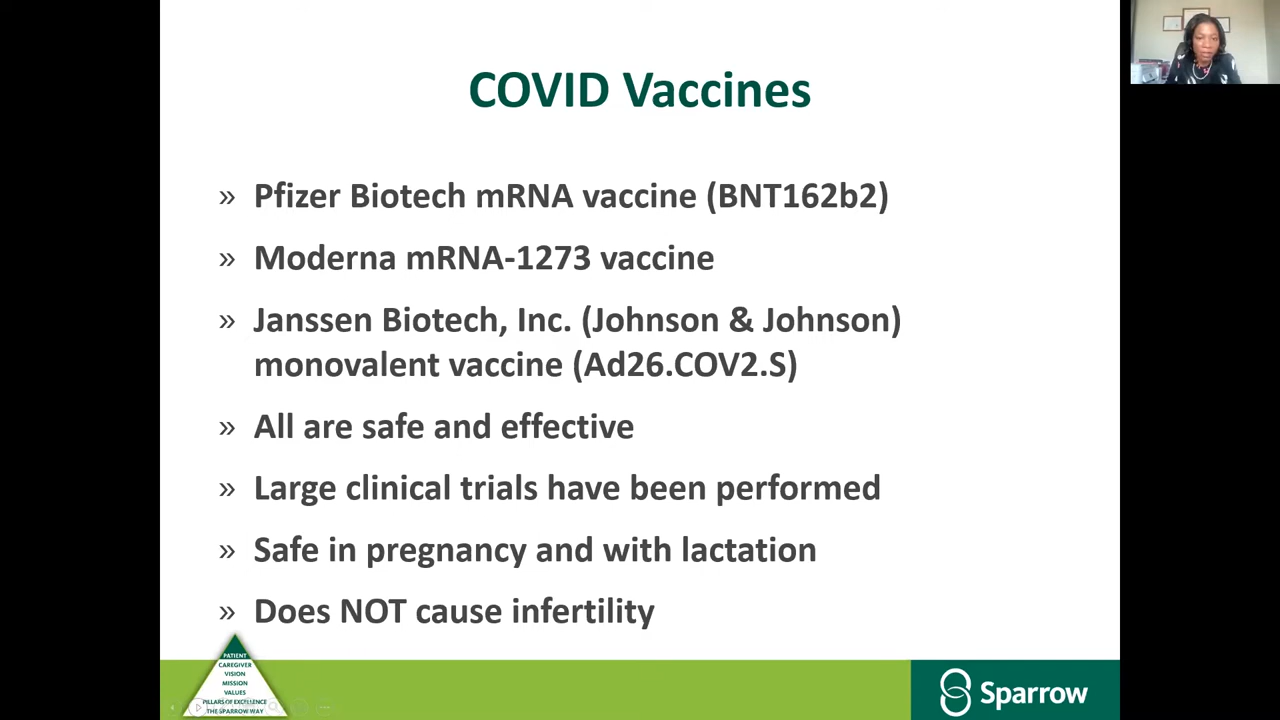 COVID Vaccines
» Pfizer Biotech mRNA vaccine (BNT162b2)
» Moderna mRNA-1273 vaccine
» Janssen Biotech, Inc. (Johnson & Johnson)
monovalent vaccine (Ad26.COV2.S)
» All are safe and effective
» Large clinical trials have been performed
» Safe in pregnancy and with lactation
» Does NOT cause infertility
PATIENT
CAREGIVER
VISION
MISSION
VALUES
PILLARS OF EXCELLENCE
THE SPARROW WAY
Sparrow